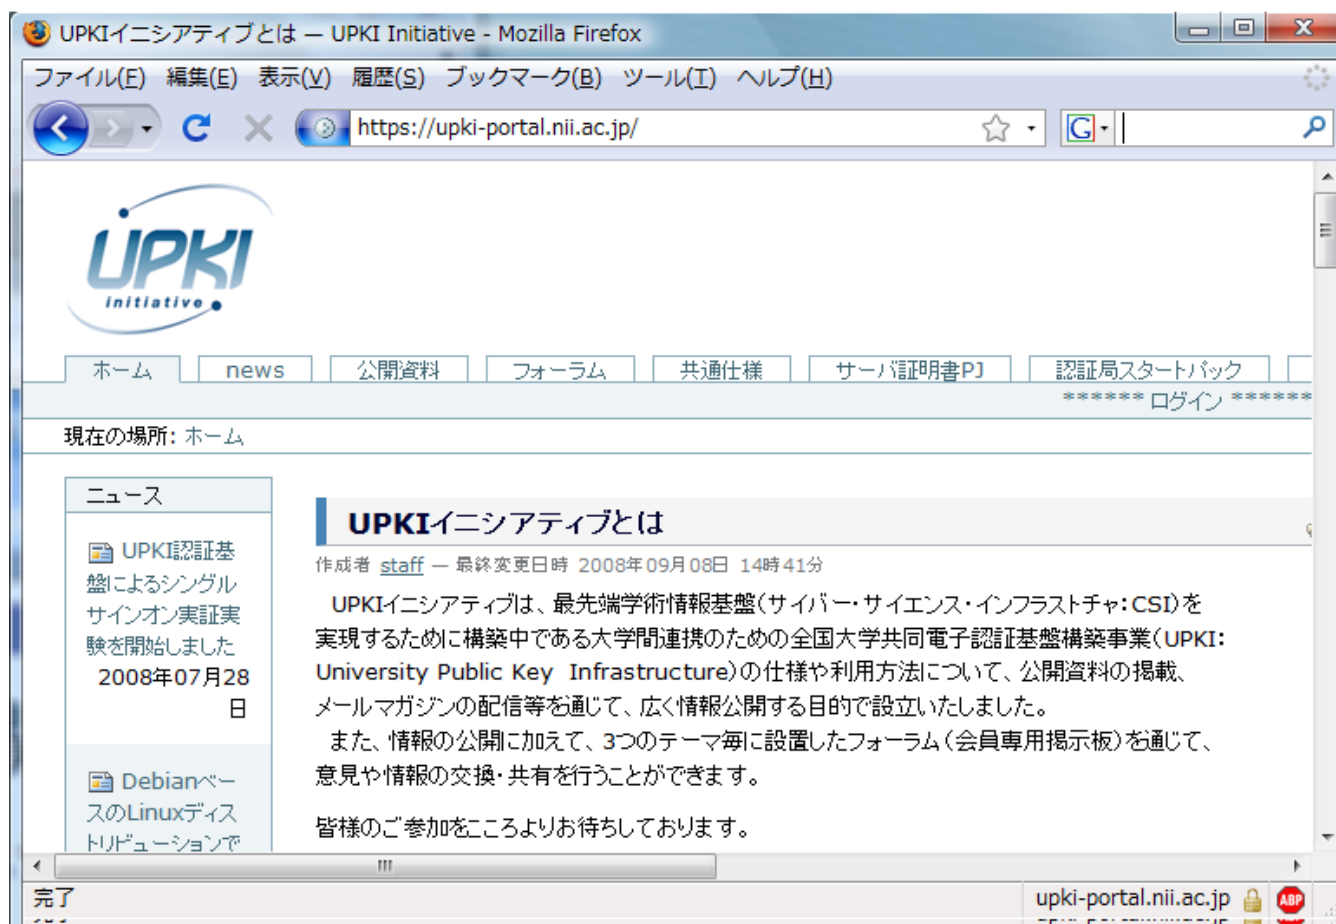 UPKIイニシアティブとは — UPKI Initiative - Mozilla Firefox
ファイル(F) 編集(E) 表示(V) 履歴(S) ブックマーク(B) ツール(T) ヘルプ(H)
https://upki-portal.nii.ac.jp/
G
UPKI
initiative
ホーム news 公開資料 フォーラム 共通仕様 サーバ証明書PJ 認証局スタートパック
****** ログイン ******
現在の場所: ホーム
ニュース
UPKI認証基
盤によるシングル
サインオン実証実
験を開始しました
2008年07月28
日
Debianベー
スのLinuxディス
トリビューションで
UPKIイニシアティブとは
作成者 staff — 最終変更日時 2008年09月08日 14時41分
UPKIイニシアティブは、最先端学術情報基盤(サイバー・サイエンス・インフラストチャ:CSI)を
実現するために構築中である大学間連携のための全国大学共同電子認証基盤構築事業(UPKI:
University Public Key Infrastructure)の仕様や利用方法について、公開資料の掲載、
メールマガジンの配信等を通じて、広く情報公開する目的で設立いたしました。
また、情報の公開に加えて、3つのテーマ毎に設置したフォーラム(会員専用掲示板)を通じて、
意見や情報の交換・共有を行うことができます。
皆様のご参加をこころよりお待ちしております。
完了
upki-portal.nii.ac.jp
ABP